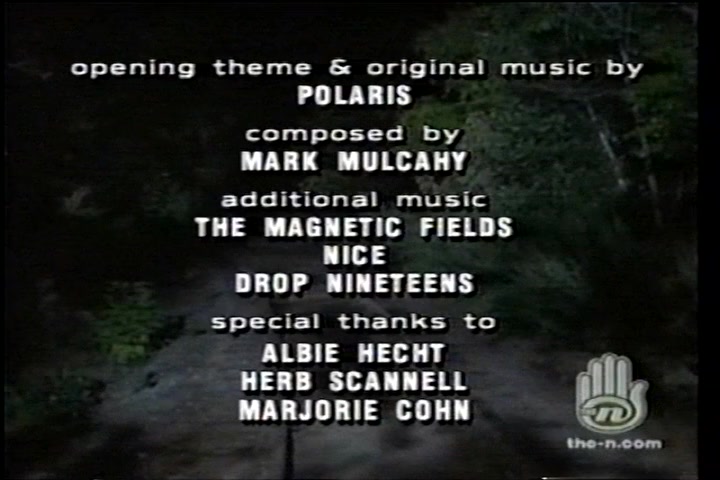 opening theme & original music by
POLARIS
composed by
MARK MULCAHY
additional music
THE MAGNETIC FIELDS
NICE
DROP NINETEENS
special thanks to
ALBIE HECHT
HERB SCANNELL
MARJORIE COHN
n
the-n.com